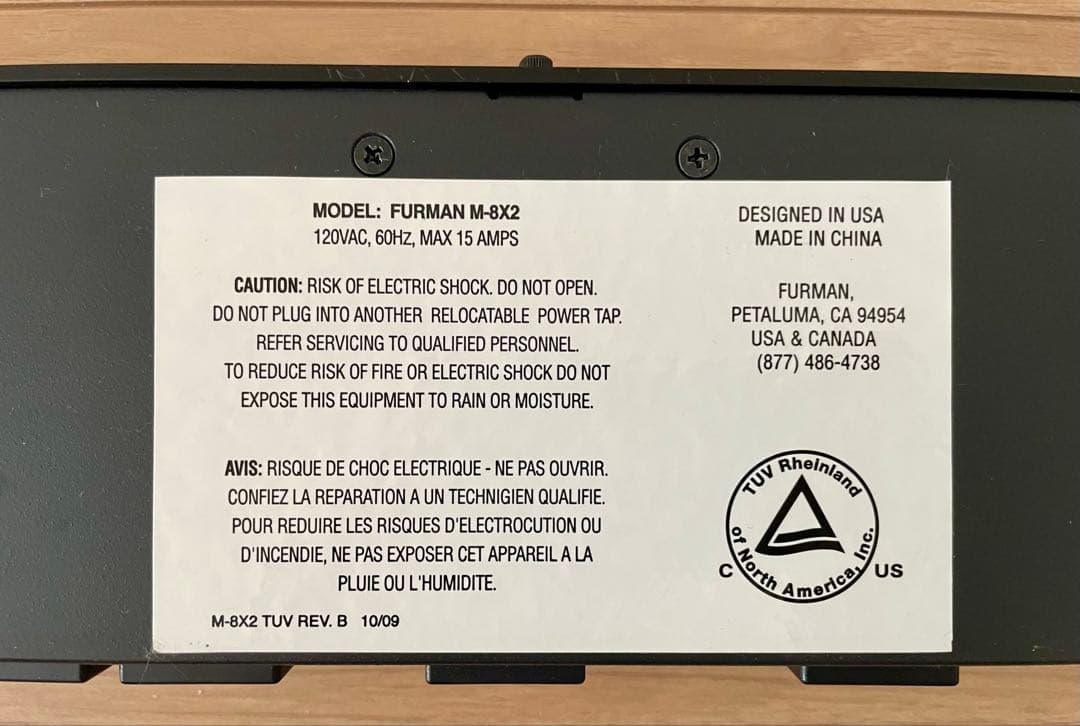 MODEL: FURMAN M-8X2
120VAC, 60Hz, MAX 15 AMPS
CAUTION: RISK OF ELECTRIC SHOCK. DO NOT OPEN.
DO NOT PLUG INTO ANOTHER RELOCATABLE POWER TAP.
REFER SERVICING TO QUALIFIED PERSONNEL.
TO REDUCE RISK OF FIRE OR ELECTRIC SHOCK DO NOT
EXPOSE THIS EQUIPMENT TO RAIN OR MOISTURE.
AVIS: RISQUE DE CHOC ELECTRIQUE - NE PAS OUVRIR.
CONFIEZ LA REPARATION A UN TECHNIGIEN QUALIFIE.
POUR REDUIRE LES RISQUES D'ELECTROCUTION OU
D'INCENDIE, NE PAS EXPOSER CET APPAREIL A LA
PLUIE OU L'HUMIDITE.
M-8X2 TUV REV. B 10/09
DESIGNED IN USA
MADE IN CHINA
FURMAN,
PETALUMA, CA 94954
USA & CANADA
(877) 486-4738
TUV Rheinland
of North America, Inc.
C US